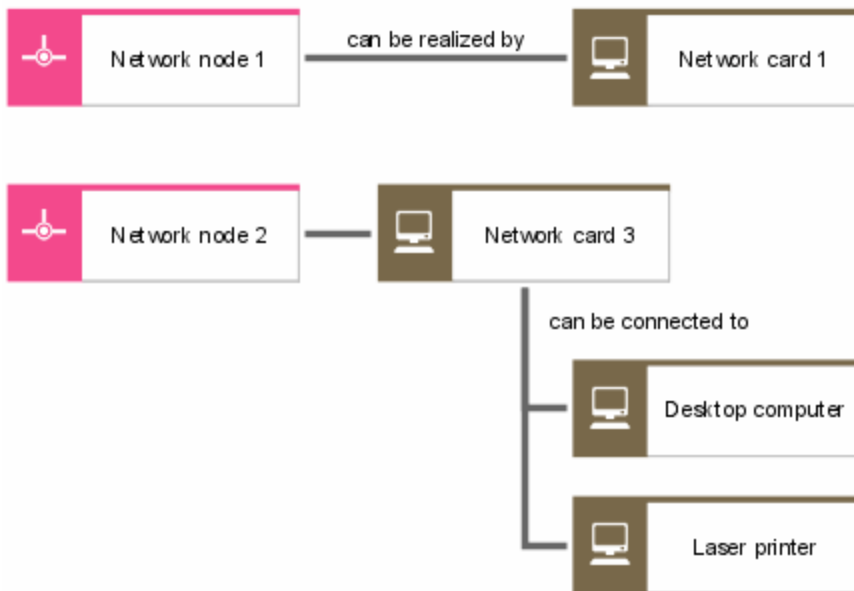 Network node 1
can be realized by
Network card 1
Network node 2
Network card 3
can be connected to
Desktop computer
Laser printer